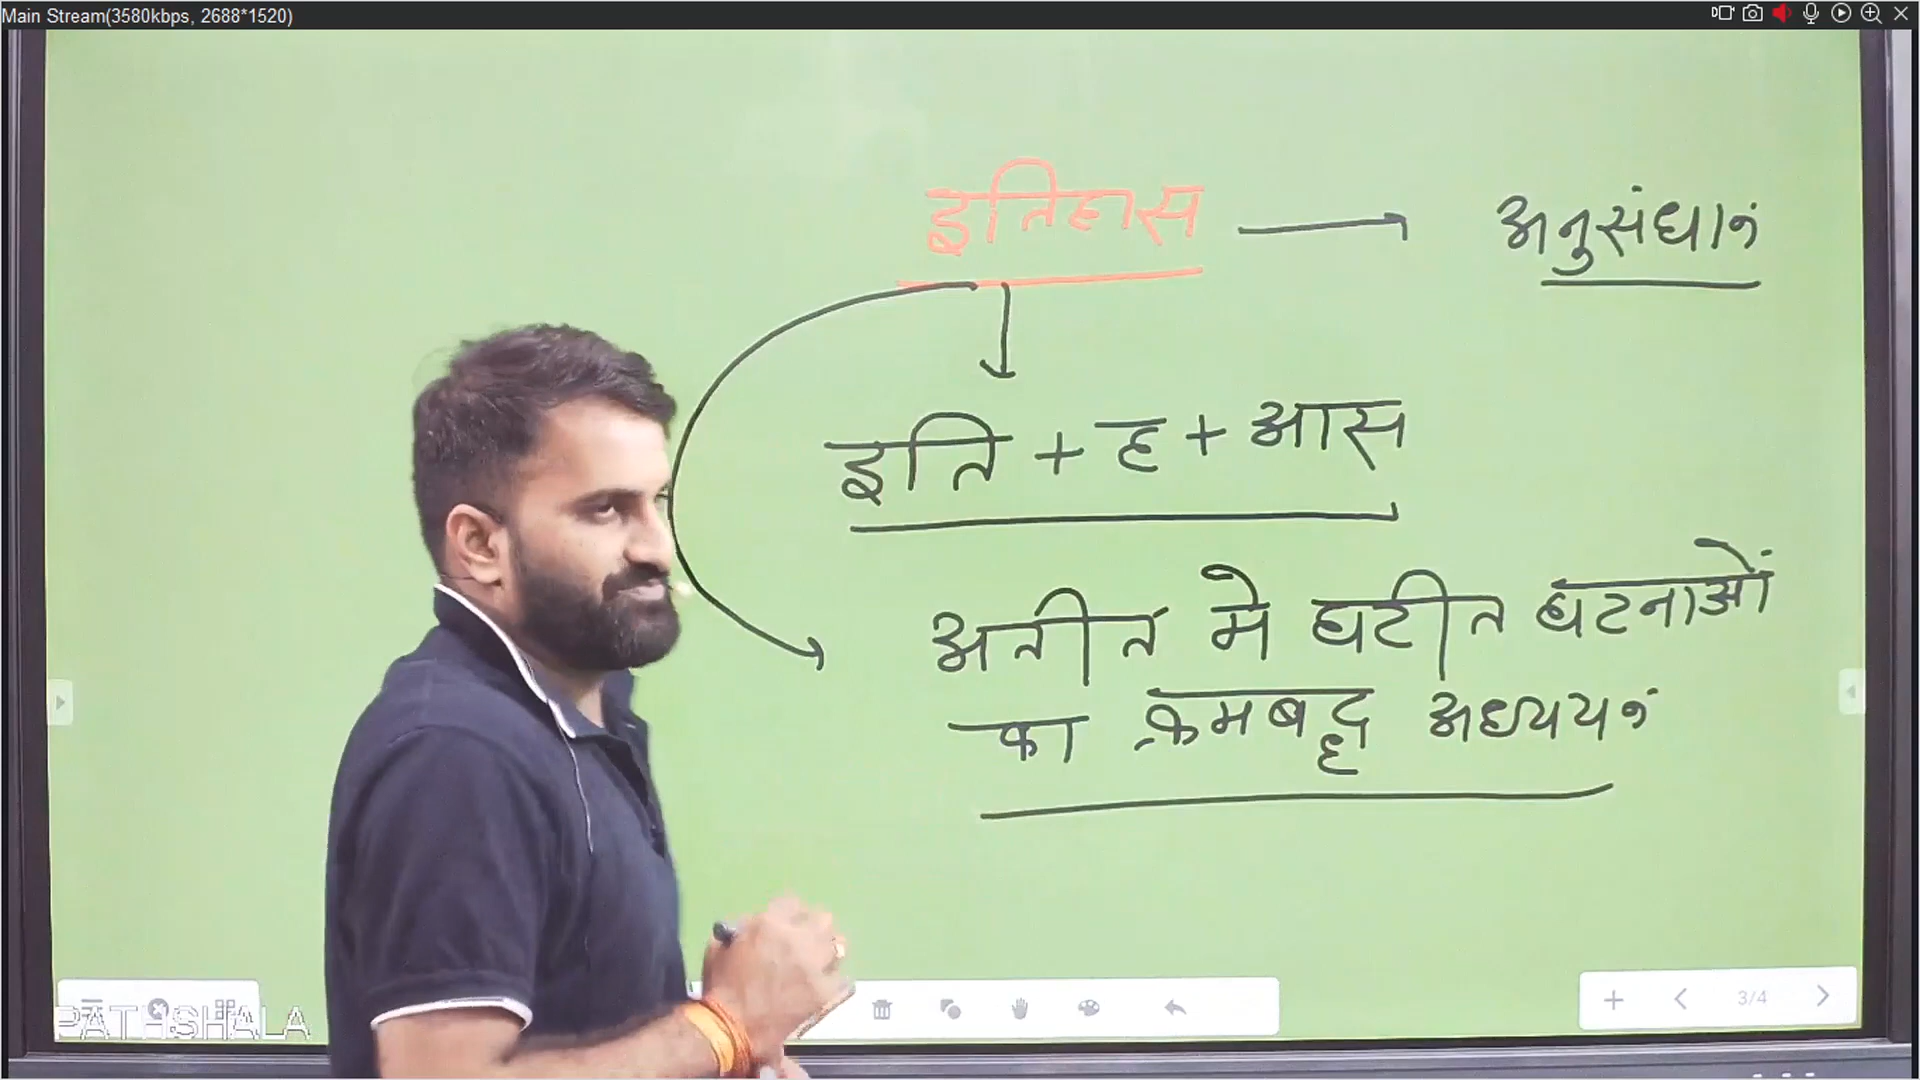 Main Stream(3580kbps, 2688*1520)
इतिहास → अनुसंधान
इति + ह + आस
अतीत मे घटीत घटनाओं
का क्रमबद्ध अध्ययन
3/4
PATHSHALA